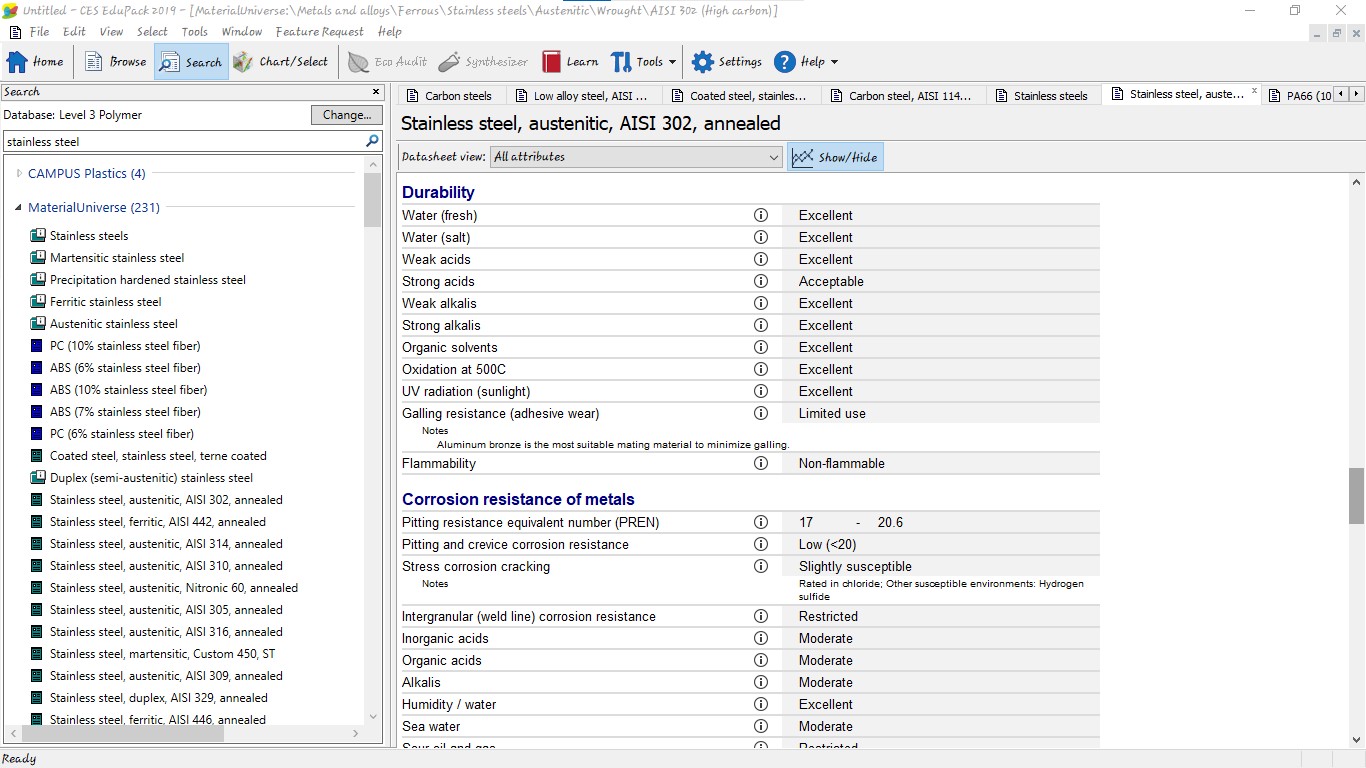 Untitled - CES EduPack 2019 - [MaterialUniverse:\Metals and alloys\Ferrous\Stainless steels\Austenitic\Wrought\AISI 302 (High carbon)]
File Edit View Select Tools Window Feature Request Help
Home Browse Search Chart/Select Eco Audit Synthesizer Learn Tools Settings Help
Search
Database: Level 3 Polymer Change...
stainless steel
CAMPUS Plastics (4)
MaterialUniverse (231)
Stainless steels
Martensitic stainless steel
Precipitation hardened stainless steel
Ferritic stainless steel
Austenitic stainless steel
PC (10% stainless steel fiber)
ABS (6% stainless steel fiber)
ABS (10% stainless steel fiber)
ABS (7% stainless steel fiber)
PC (6% stainless steel fiber)
Coated steel, stainless steel, terne coated
Duplex (semi-austenitic) stainless steel
Stainless steel, austenitic, AISI 302, annealed
Stainless steel, ferritic, AISI 442, annealed
Stainless steel, austenitic, AISI 314, annealed
Stainless steel, austenitic, AISI 310, annealed
Stainless steel, austenitic, Nitronic 60, annealed
Stainless steel, austenitic, AISI 305, annealed
Stainless steel, austenitic, AISI 316, annealed
Stainless steel, martensitic, Custom 450, ST
Stainless steel, austenitic, AISI 309, annealed
Stainless steel, duplex, AISI 329, annealed
Stainless steel, ferritic, AISI 446, annealed
Carbon steels Low alloy steel, AISI ... Coated steel, stainles... Carbon steel, AISI 114... Stainless steels Stainless steel, auste... PA66 (10
Stainless steel, austenitic, AISI 302, annealed
Datasheet view: All attributes Show/Hide
Durability
Water (fresh) Excellent
Water (salt) Excellent
Weak acids Excellent
Strong acids Acceptable
Weak alkalis Excellent
Strong alkalis Excellent
Organic solvents Excellent
Oxidation at 500C Excellent
UV radiation (sunlight) Excellent
Galling resistance (adhesive wear) Limited use
Notes
Aluminum bronze is the most suitable mating material to minimize galling.
Flammability Non-flammable
Corrosion resistance of metals
Pitting resistance equivalent number (PREN) 17 - 20.6
Pitting and crevice corrosion resistance Low (<20)
Stress corrosion cracking Slightly susceptible
Notes Rated in chloride; Other susceptible environments: Hydrogen
sulfide
Intergranular (weld line) corrosion resistance Restricted
Inorganic acids Moderate
Organic acids Moderate
Alkalis Moderate
Humidity / water Excellent
Sea water Moderate
Sour oil and gas Restricted
Ready